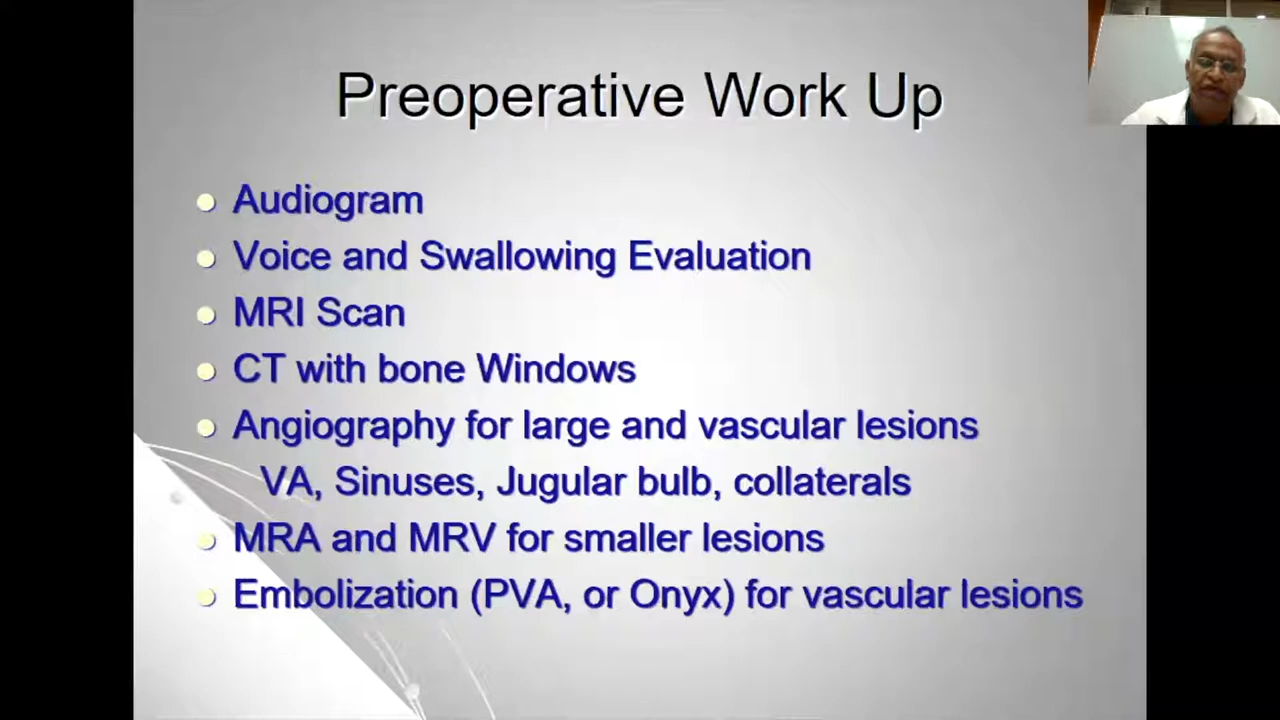 Preoperative Work Up
Audiogram
Voice and Swallowing Evaluation
MRI Scan
CT with bone Windows
Angiography for large and vascular lesions
VA, Sinuses, Jugular bulb, collaterals
MRA and MRV for smaller lesions
Embolization (PVA, or Onyx) for vascular lesions